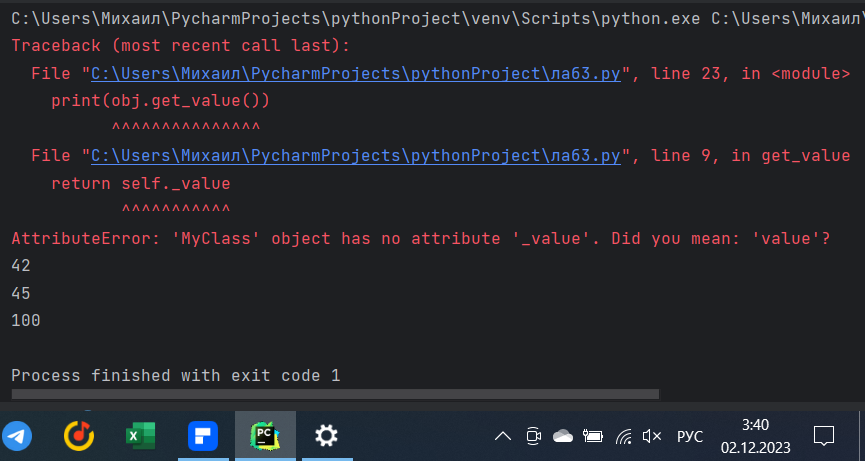 C:\Users\Михаил\PycharmProjects\pythonProject\venv\Scripts\python.exe C:\Users\Михаил\
Traceback (most recent call last):
  File "C:\Users\Михаил\PycharmProjects\pythonProject\ла63.py", line 23, in <module>
    print(obj.get_value())
          ^^^^^^^^^^^^^^^
  File "C:\Users\Михаил\PycharmProjects\pythonProject\ла63.py", line 9, in get_value
    return self._value
           ^^^^^^^^^^^
AttributeError: 'MyClass' object has no attribute '_value'. Did you mean: 'value'?
42
45
100
Process finished with exit code 1
X
PC
РУС
3:40
02.12.2023